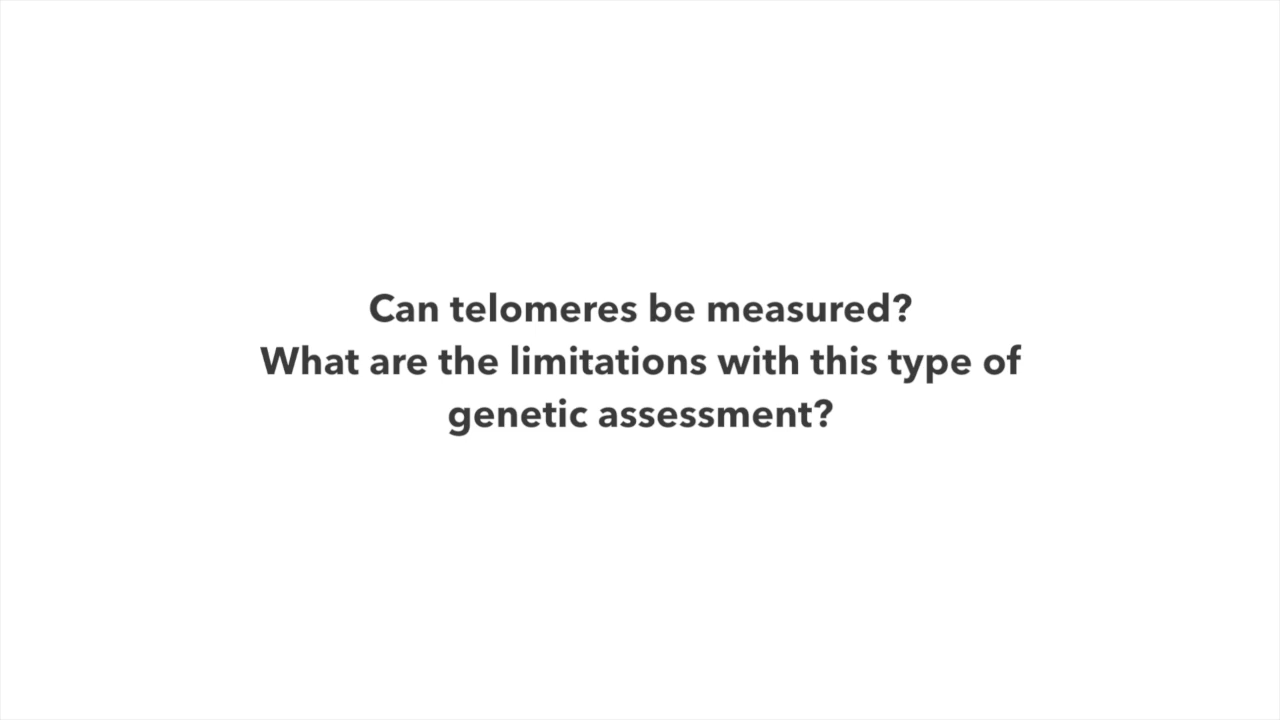 Can telomeres be measured?
What are the limitations with this type of
genetic assessment?